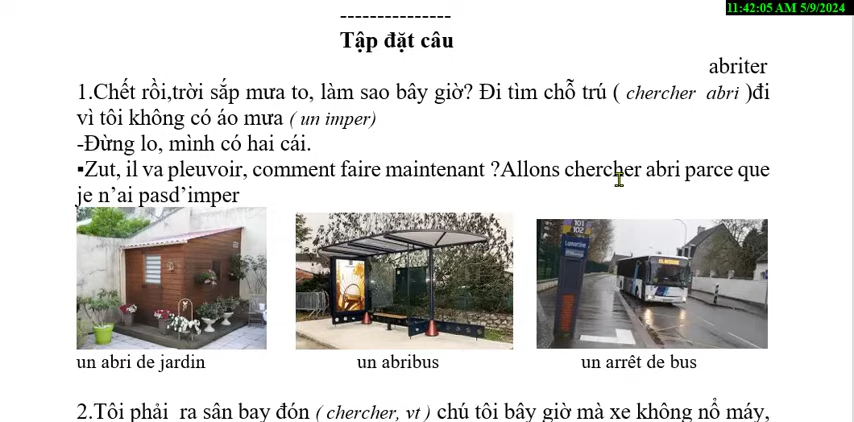 11:42:05 AM 5/9/2024
---------------
Tập đặt câu
abriter
1.Chết rồi,trời sắp mưa to, làm sao bây giờ? Đi tìm chỗ trú ( chercher abri )đi
vì tôi không có áo mưa ( un imper)
-Đừng lo, mình có hai cái.
▪Zut, il va pleuvoir, comment faire maintenant ?Allons chercher abri parce que
je n’ai pasd’imper
101
102
Lamartine
un abri de jardin
un abribus
un arrêt de bus
2.Tôi phải ra sân bay đón ( chercher, vt ) chú tôi bây giờ mà xe không nổ máy,